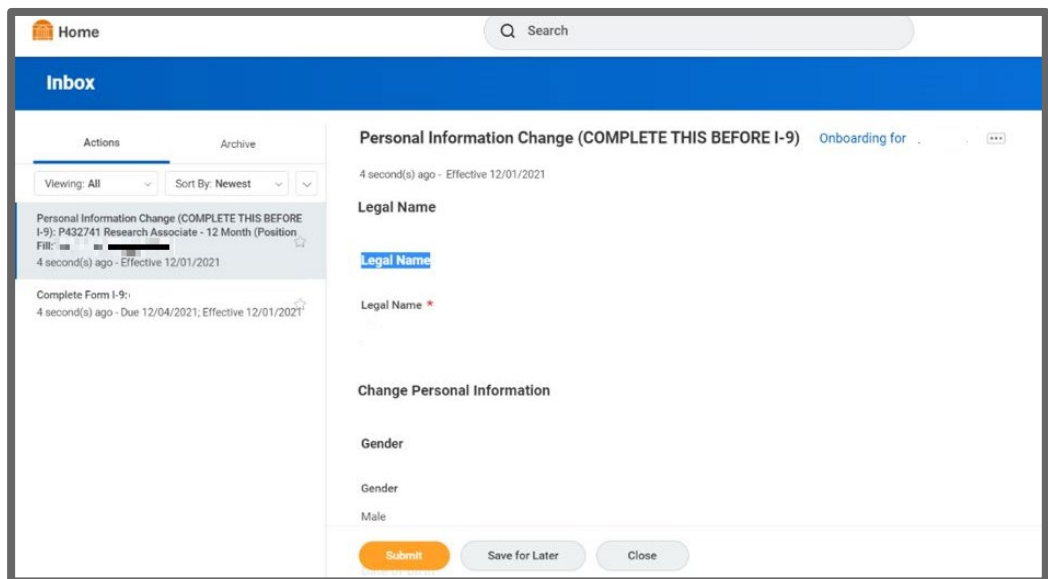 Home
Search
Inbox
Actions
Archive
Viewing: All
Sort By: Newest
Personal Information Change (COMPLETE THIS BEFORE
I-9): P432741 Research Associate - 12 Month (Position
Fill:
4 second(s) ago - Effective 12/01/2021
Complete Form I-9:
4 second(s) ago - Due 12/04/2021; Effective 12/01/2021
Personal Information Change (COMPLETE THIS BEFORE I-9) Onboarding for
4 second(s) ago - Effective 12/01/2021
Legal Name
Legal Name
Legal Name *
Change Personal Information
Gender
Gender
Male
Submit
Save for Later
Close